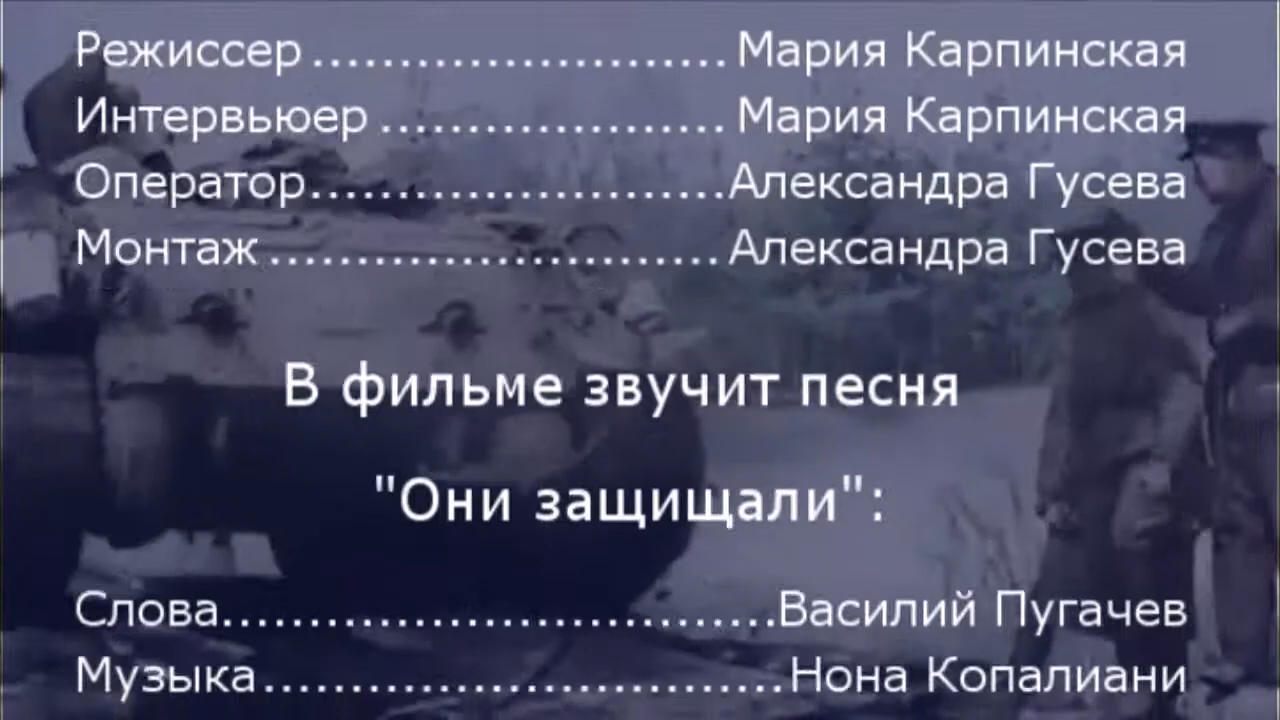 Режиссер........................Мария Карпинская
Интервьюер....................Мария Карпинская
Оператор........................Александра Гусева
Монтаж..........................Александра Гусева
В фильме звучит песня
"Они защищали":
Слова................................Василий Пугачев
Музыка..............................Нона Копалиани